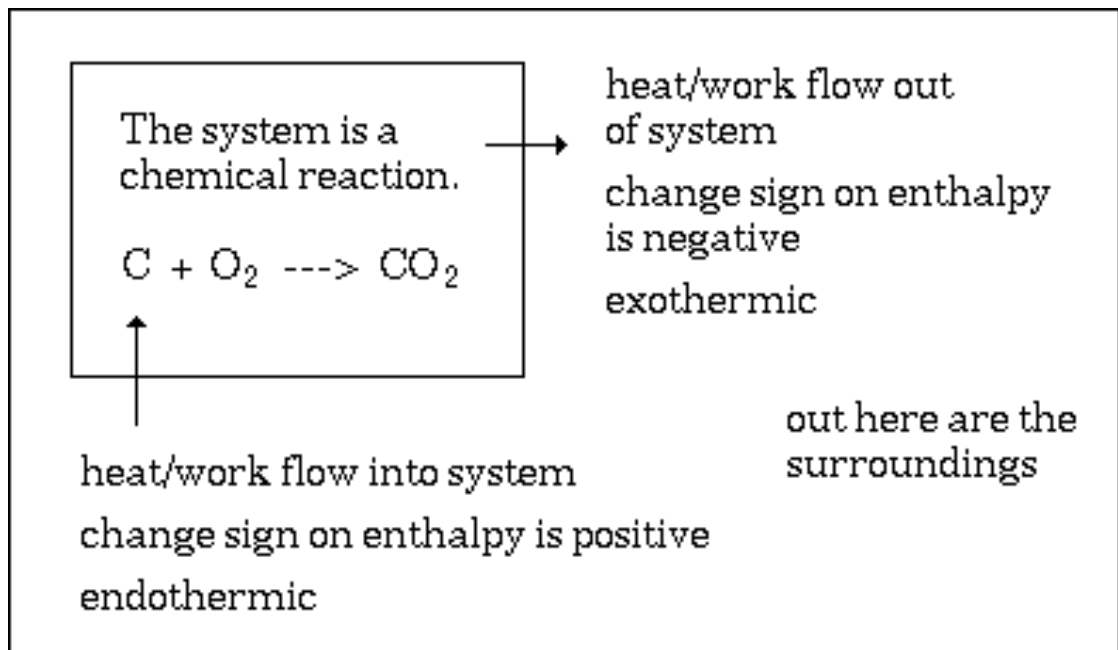 The system is a
chemical reaction.
C + O₂ ---> CO₂
heat/work flow out
of system
change sign on enthalpy
is negative
exothermic
out here are the
surroundings
heat/work flow into system
change sign on enthalpy is positive
endothermic